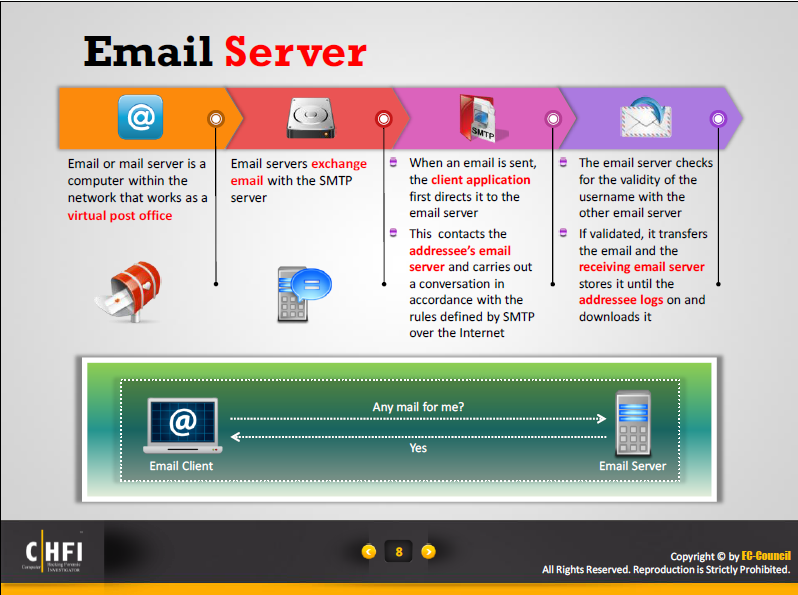 Email Server
@
SMTP
Email or mail server is a
computer within the
network that works as a
virtual post office
Email servers exchange
email with the SMTP
server
When an email is sent,
the client application
first directs it to the
email server
This contacts the
addressee's email
server and carries out
a conversation in
accordance with the
rules defined by SMTP
over the Internet
The email server checks
for the validity of the
username with the
other email server
If validated, it transfers
the email and the
receiving email server
stores it until the
addressee logs on and
downloads it
@
Any mail for me?
Yes
Email Client
Email Server
CHFI
Computer Hacking Forensic
INVESTIGATOR
8
Copyright © by EC-Council
All Rights Reserved. Reproduction is Strictly Prohibited.